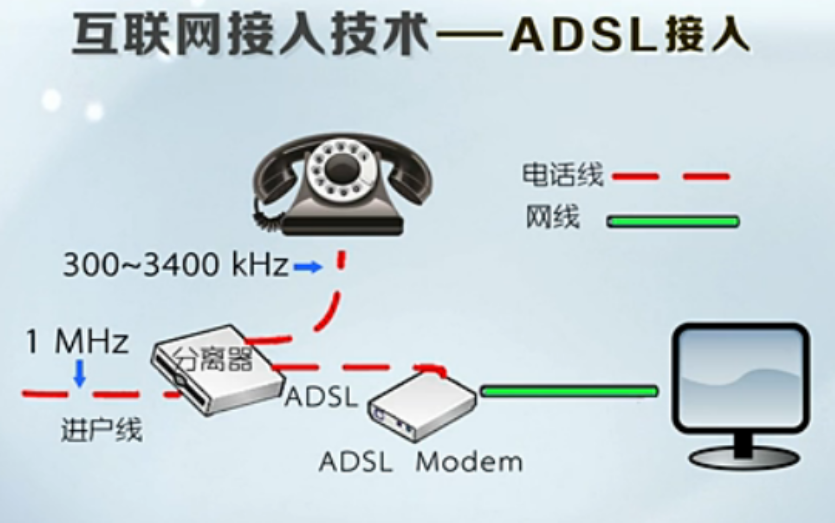 互联网接入技术——ADSL接入
电话线
网线
300~3400 kHz
1 MHz
分离器
进户线
ADSL
ADSL Modem